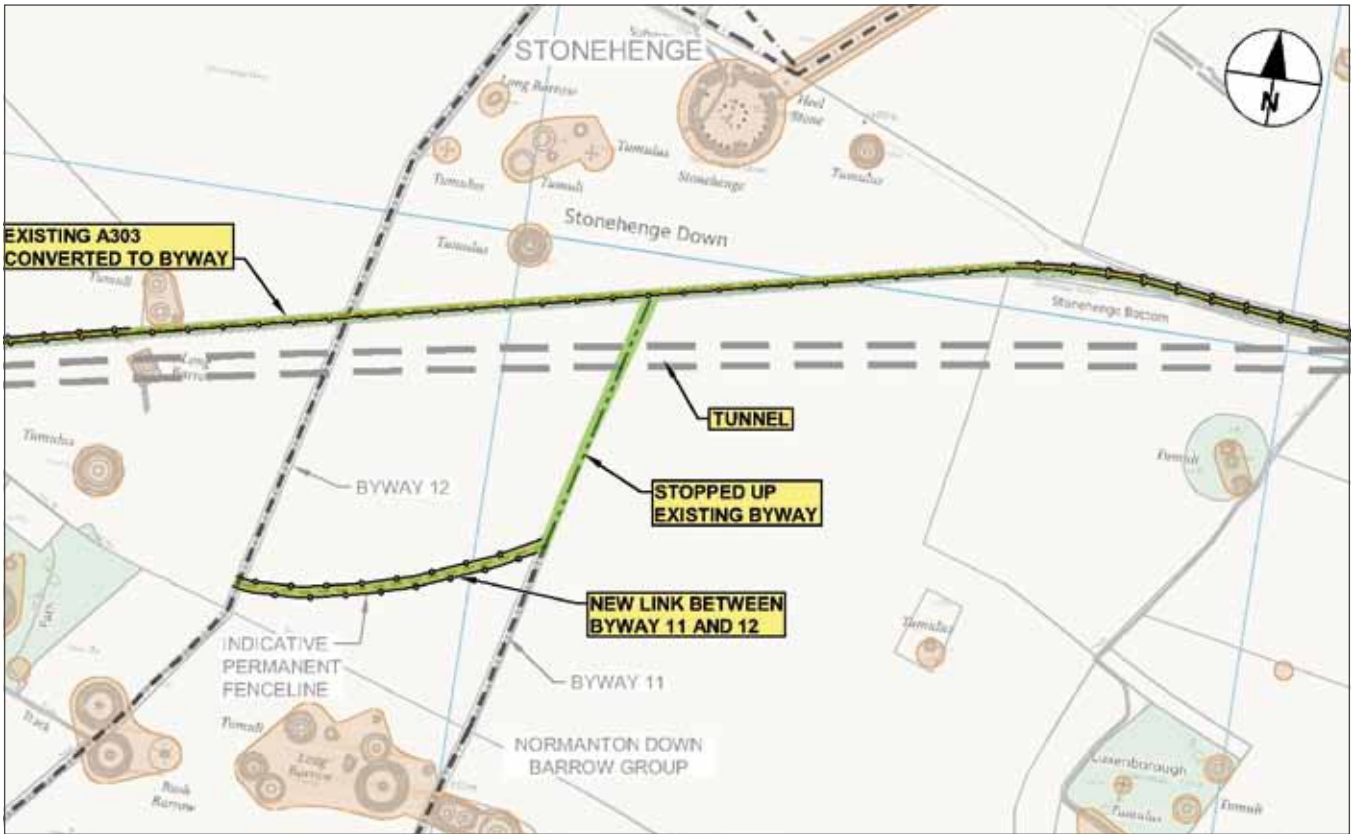 STONEHENGE
Long Barrow
Heel
Stone
N
Tumulus
Tumuli
Tumulus
Stonehenge
Tumulus
Stonehenge Down
Tumulus
EXISTING A303
CONVERTED TO BYWAY
Tumuli
Stonehenge Bottom
Long
Barrow
TUNNEL
Tumulus
Tumuli
BYWAY 12
STOPPED UP
EXISTING BYWAY
NEW LINK BETWEEN
BYWAY 11 AND 12
Path
Tumulus
INDICATIVE
PERMANENT
FENCELINE
BYWAY 11
Track
Tumuli
Long
Barrow
NORMANTON DOWN
BARROW GROUP
Bush
Barrow
Luxenborough
Tumulus
Tumuli